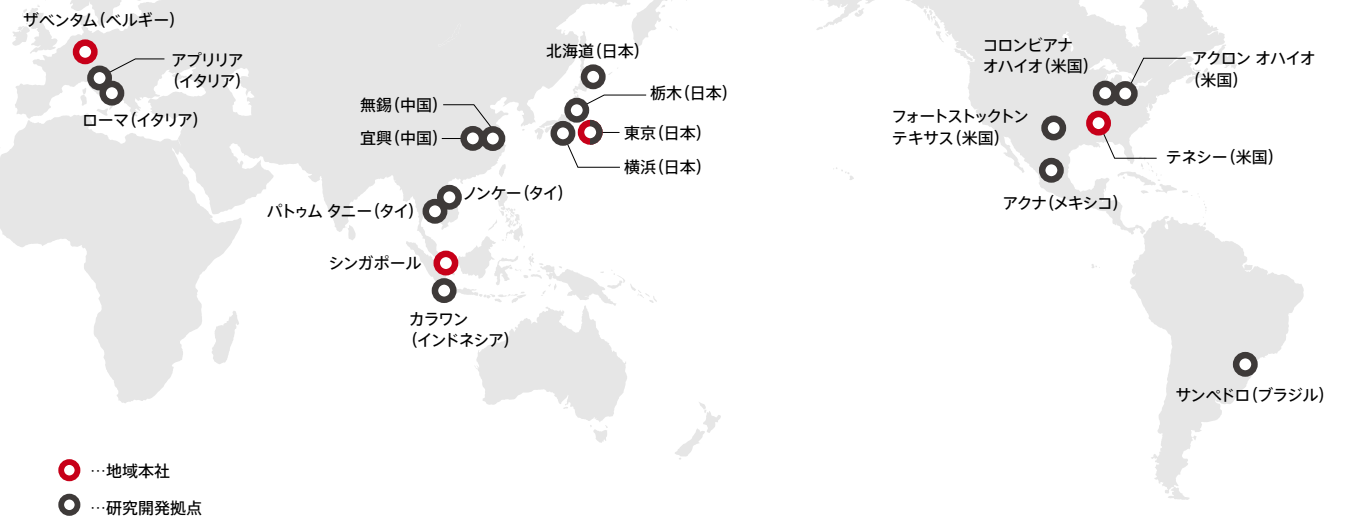 ザベンタム(ベルギー)
アプリリア
(イタリア)
ローマ(イタリア)
無錫(中国)
宜興(中国)
北海道(日本)
栃木(日本)
東京(日本)
横浜(日本)
ノンケー(タイ)
パトゥム タニー(タイ)
シンガポール
カラワン
(インドネシア)
コロンビアナ
オハイオ(米国)
アクロン オハイオ
(米国)
フォートストックトン
テキサス(米国)
テネシー(米国)
アクナ(メキシコ)
サンペドロ(ブラジル)
…地域本社
…研究開発拠点